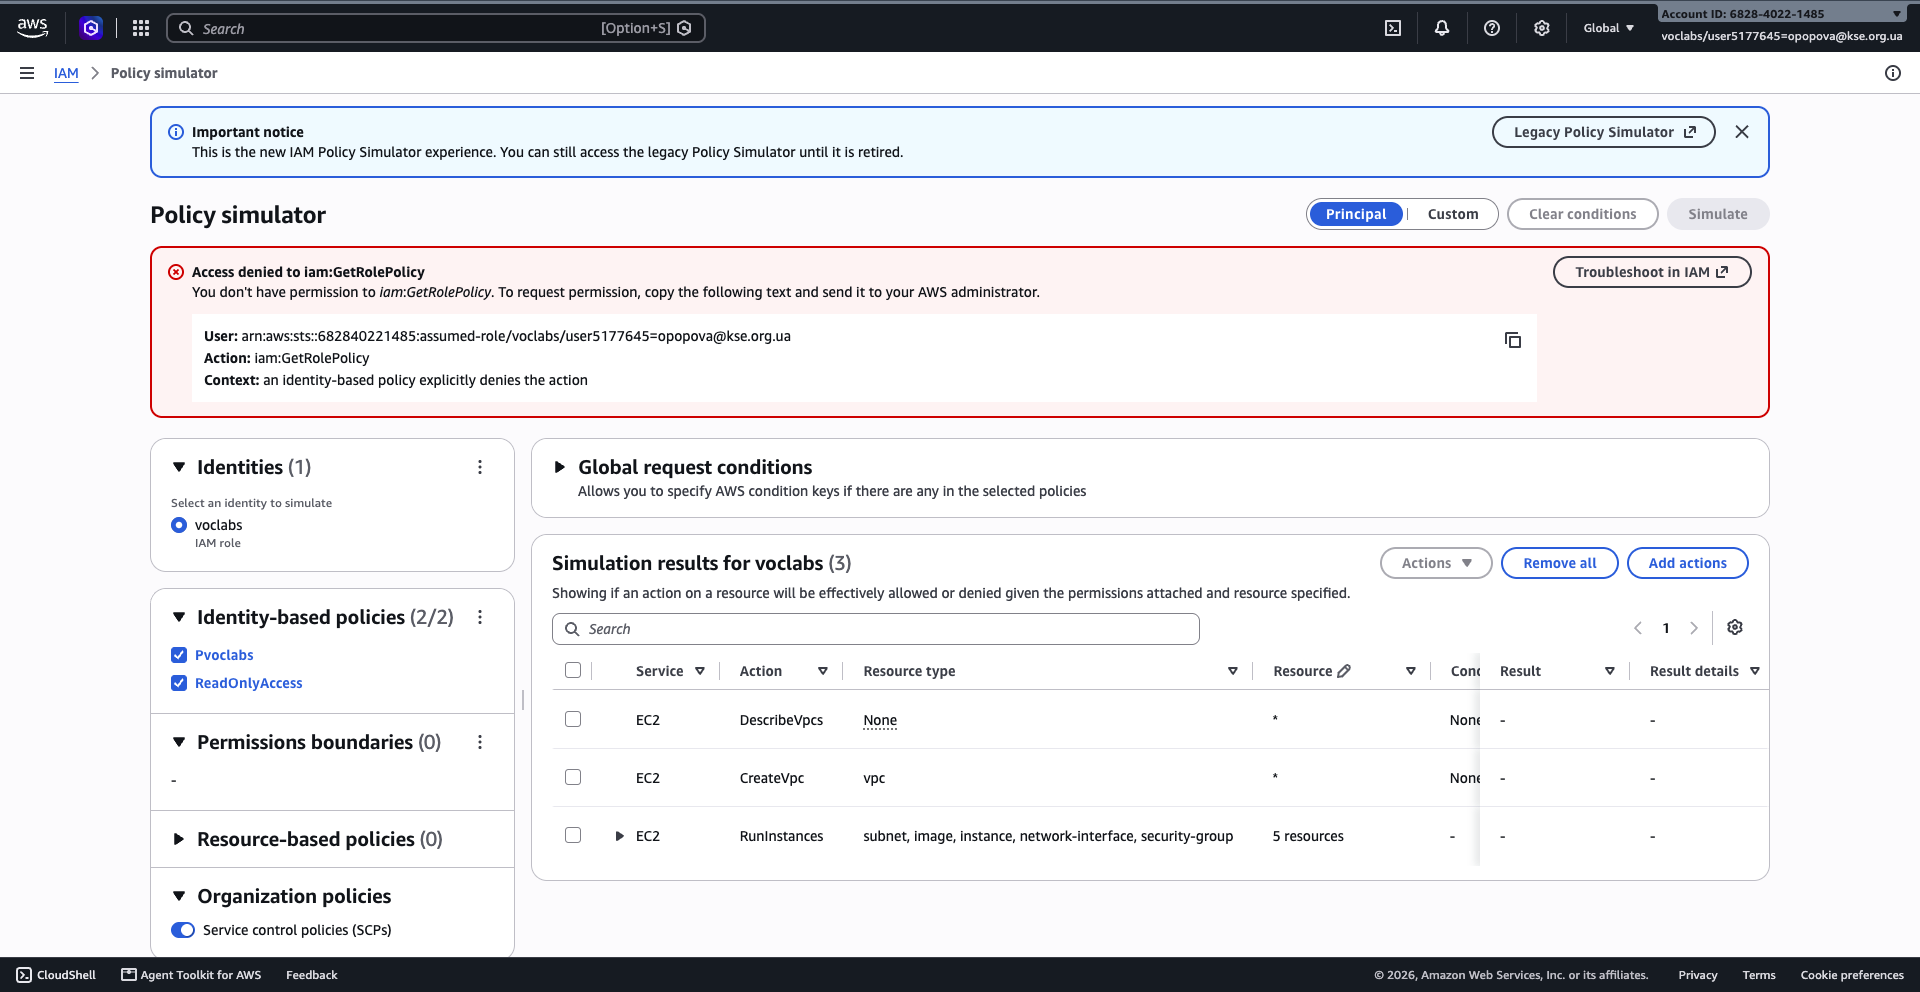 aws
Search
[Option+S]
Global
Account ID: 6828-4022-1485
voclabs/user5177645=opopova@kse.org.ua
IAM
Policy simulator
Important notice
This is the new IAM Policy Simulator experience. You can still access the legacy Policy Simulator until it is retired.
Legacy Policy Simulator
Policy simulator
Principal
Custom
Clear conditions
Simulate
Access denied to iam:GetRolePolicy
You don't have permission to iam:GetRolePolicy. To request permission, copy the following text and send it to your AWS administrator.
Troubleshoot in IAM
User: arn:aws:sts::682840221485:assumed-role/voclabs/user5177645=opopova@kse.org.ua
Action: iam:GetRolePolicy
Context: an identity-based policy explicitly denies the action
Identities (1)
Select an identity to simulate
voclabs
IAM role
Identity-based policies (2/2)
Pvoclabs
ReadOnlyAccess
Permissions boundaries (0)
-
Resource-based policies (0)
Organization policies
Service control policies (SCPs)
Global request conditions
Allows you to specify AWS condition keys if there are any in the selected policies
Simulation results for voclabs (3)
Actions
Remove all
Add actions
Showing if an action on a resource will be effectively allowed or denied given the permissions attached and resource specified.
Search
1
Service Action Resource type Resource Conc Result Result details
EC2 DescribeVpcs None * None - -
EC2 CreateVpc vpc * None - -
EC2 RunInstances subnet, image, instance, network-interface, security-group 5 resources - - -
CloudShell
Agent Toolkit for AWS
Feedback
© 2026, Amazon Web Services, Inc. or its affiliates.
Privacy
Terms
Cookie preferences